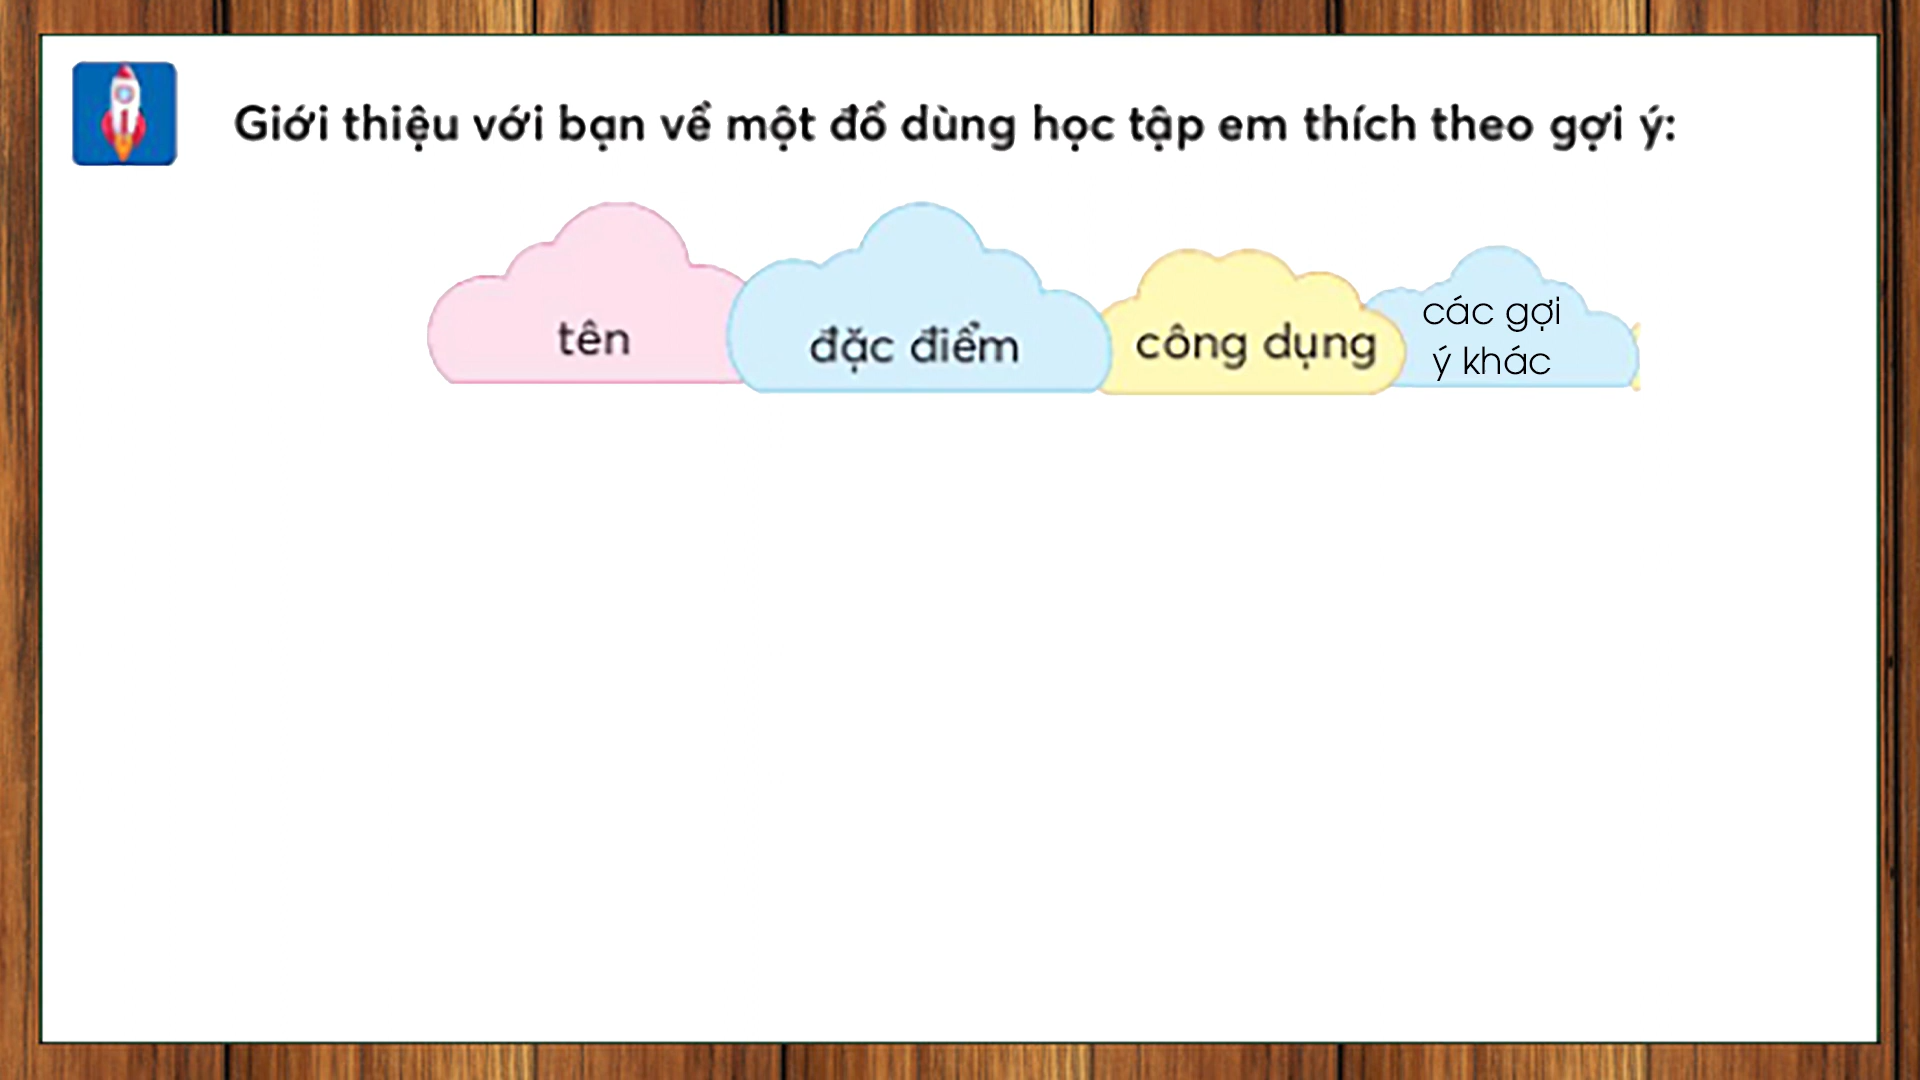 Giới thiệu với bạn về một đồ dùng học tập em thích theo gợi ý:
tên
đặc điểm
công dụng
các gợi
ý khác